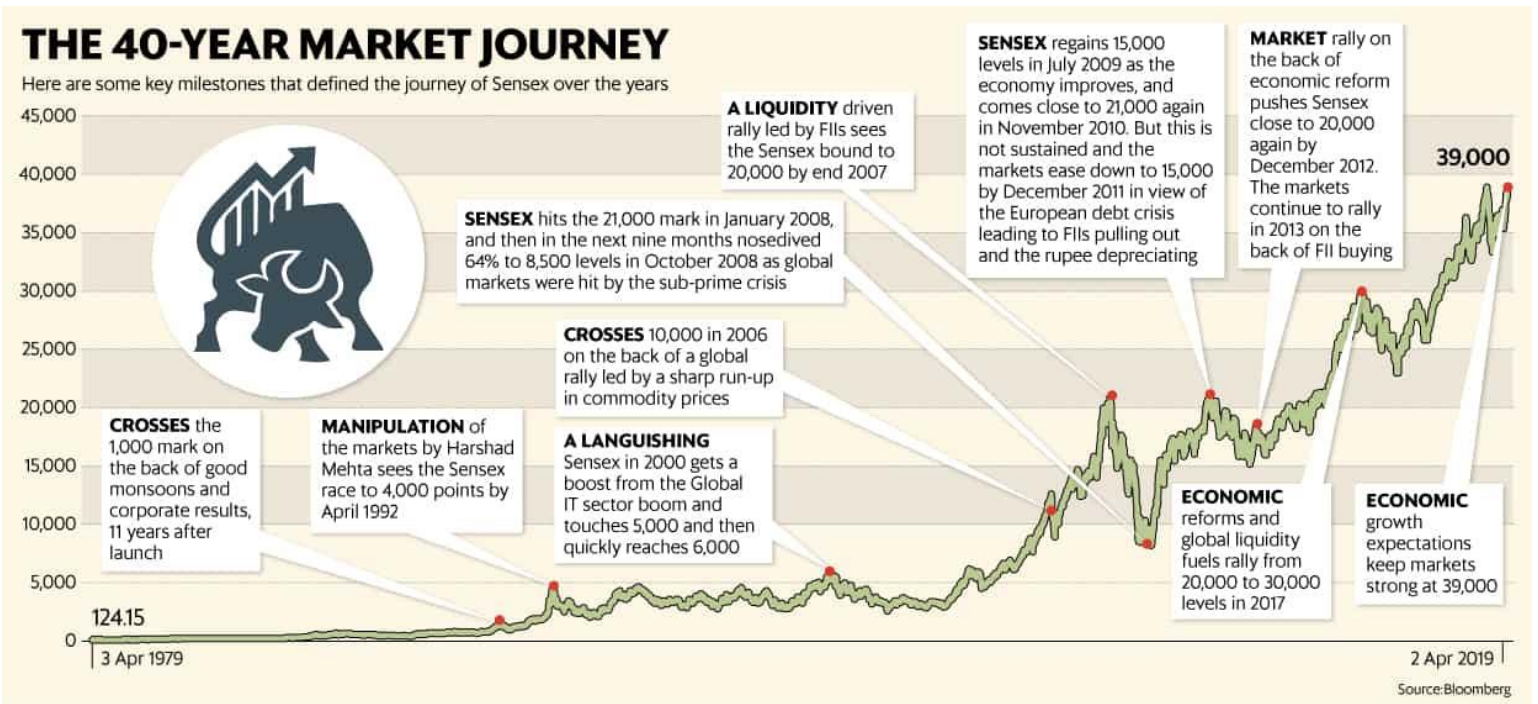 THE 40-YEAR MARKET JOURNEY
Here are some key milestones that defined the journey of Sensex over the years
45,000
40,000
35,000
30,000
25,000
20,000
15,000
10,000
5,000
0
124.15
3 Apr 1979
CROSSES the
1,000 mark on
the back of good
monsoons and
corporate results,
11 years after
launch
MANIPULATION of
the markets by Harshad
Mehta sees the Sensex
race to 4,000 points by
April 1992
A LANGUISHING
Sensex in 2000 gets a
boost from the Global
IT sector boom and
touches 5,000 and then
quickly reaches 6,000
CROSSES 10,000 in 2006
on the back of a global
rally led by a sharp run-up
in commodity prices
SENSEX hits the 21,000 mark in January 2008,
and then in the next nine months nosedived
64% to 8,500 levels in October 2008 as global
markets were hit by the sub-prime crisis
A LIQUIDITY driven
rally led by FIIs sees
the Sensex bound to
20,000 by end 2007
SENSEX regains 15,000
levels in July 2009 as the
economy improves, and
comes close to 21,000 again
in November 2010. But this is
not sustained and the
markets ease down to 15,000
by December 2011 in view of
the European debt crisis
leading to FIIs pulling out
and the rupee depreciating
MARKET rally on
the back of
economic reform
pushes Sensex
close to 20,000
again by
December 2012.
The markets
continue to rally
in 2013 on the
back of FII buying
39,000
ECONOMIC
reforms and
global liquidity
fuels rally from
20,000 to 30,000
levels in 2017
ECONOMIC
growth
expectations
keep markets
strong at 39,000
2 Apr 2019
Source:Bloomberg